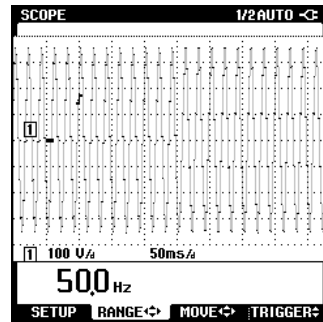 SCOPE 1/2AUTO
1
1 100 V/d 50ms/d
50.0 Hz
SETUP RANGE MOVE TRIGGER